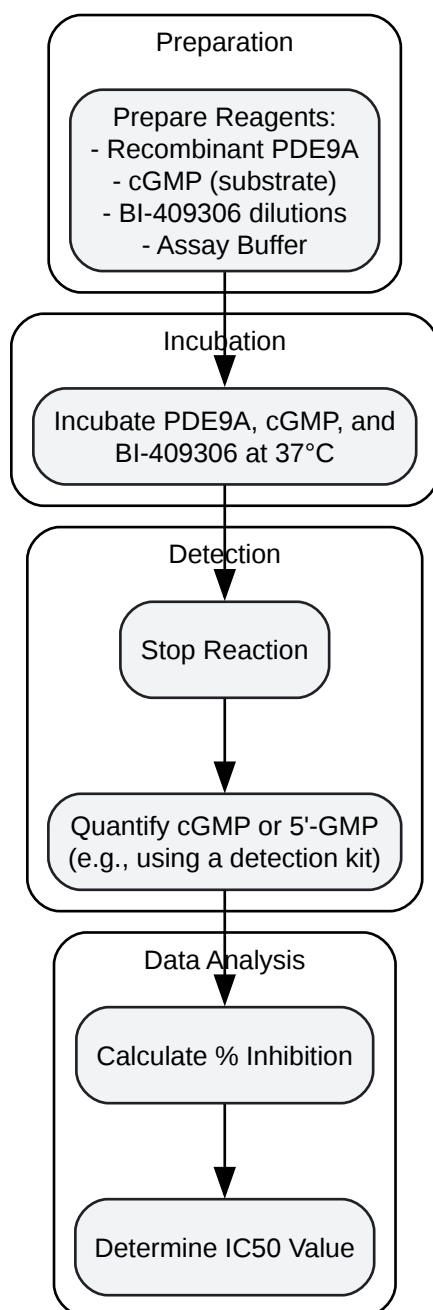 Preparation
Prepare Reagents:
- Recombinant PDE9A
- cGMP (substrate)
- BI-409306 dilutions
- Assay Buffer
Incubation
Incubate PDE9A, cGMP, and
BI-409306 at 37°C
Detection
Stop Reaction
Quantify cGMP or 5'-GMP
(e.g., using a detection kit)
Data Analysis
Calculate % Inhibition
Determine IC50 Value